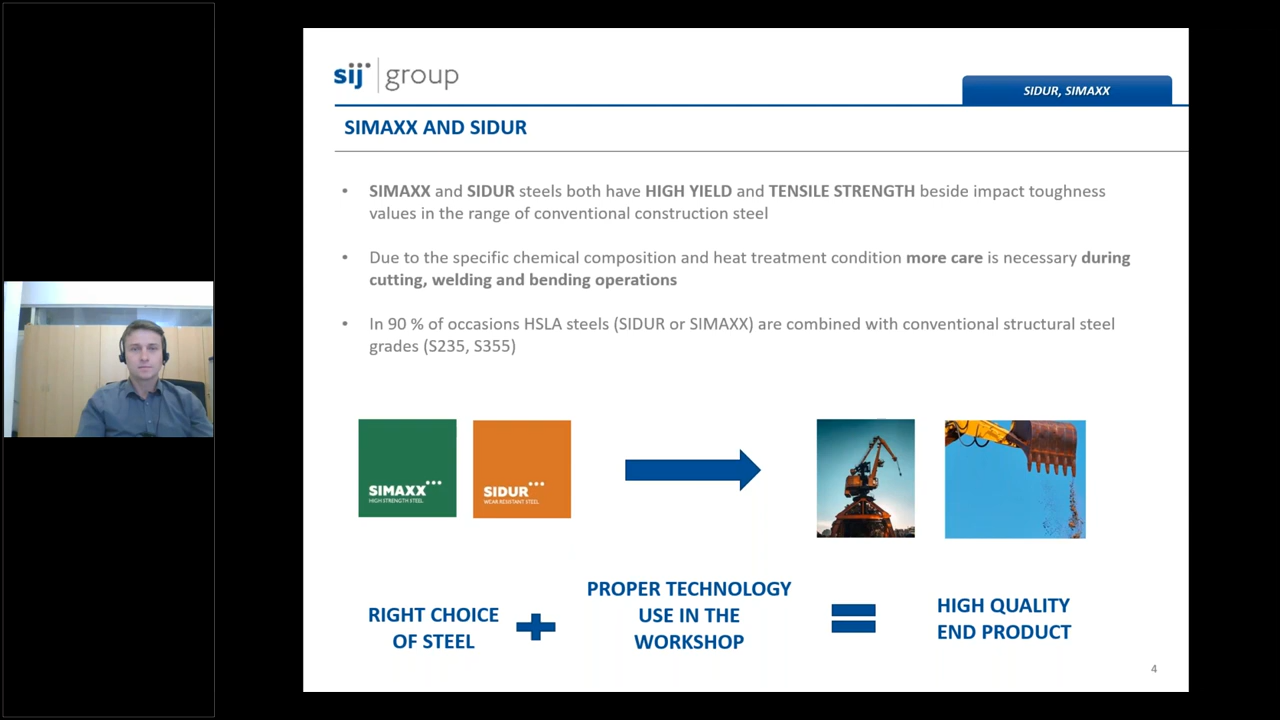 sij group
SIDUR, SIMAXX
SIMAXX AND SIDUR
• SIMAXX and SIDUR steels both have HIGH YIELD and TENSILE STRENGTH beside impact toughness
values in the range of conventional construction steel
• Due to the specific chemical composition and heat treatment condition more care is necessary during
cutting, welding and bending operations
• In 90 % of occasions HSLA steels (SIDUR or SIMAXX) are combined with conventional structural steel
grades (S235, S355)
SIMAXX
HIGH STRENGTH STEEL
SIDUR
WEAR RESISTANT STEEL
RIGHT CHOICE
OF STEEL
PROPER TECHNOLOGY
USE IN THE
WORKSHOP
HIGH QUALITY
END PRODUCT
4